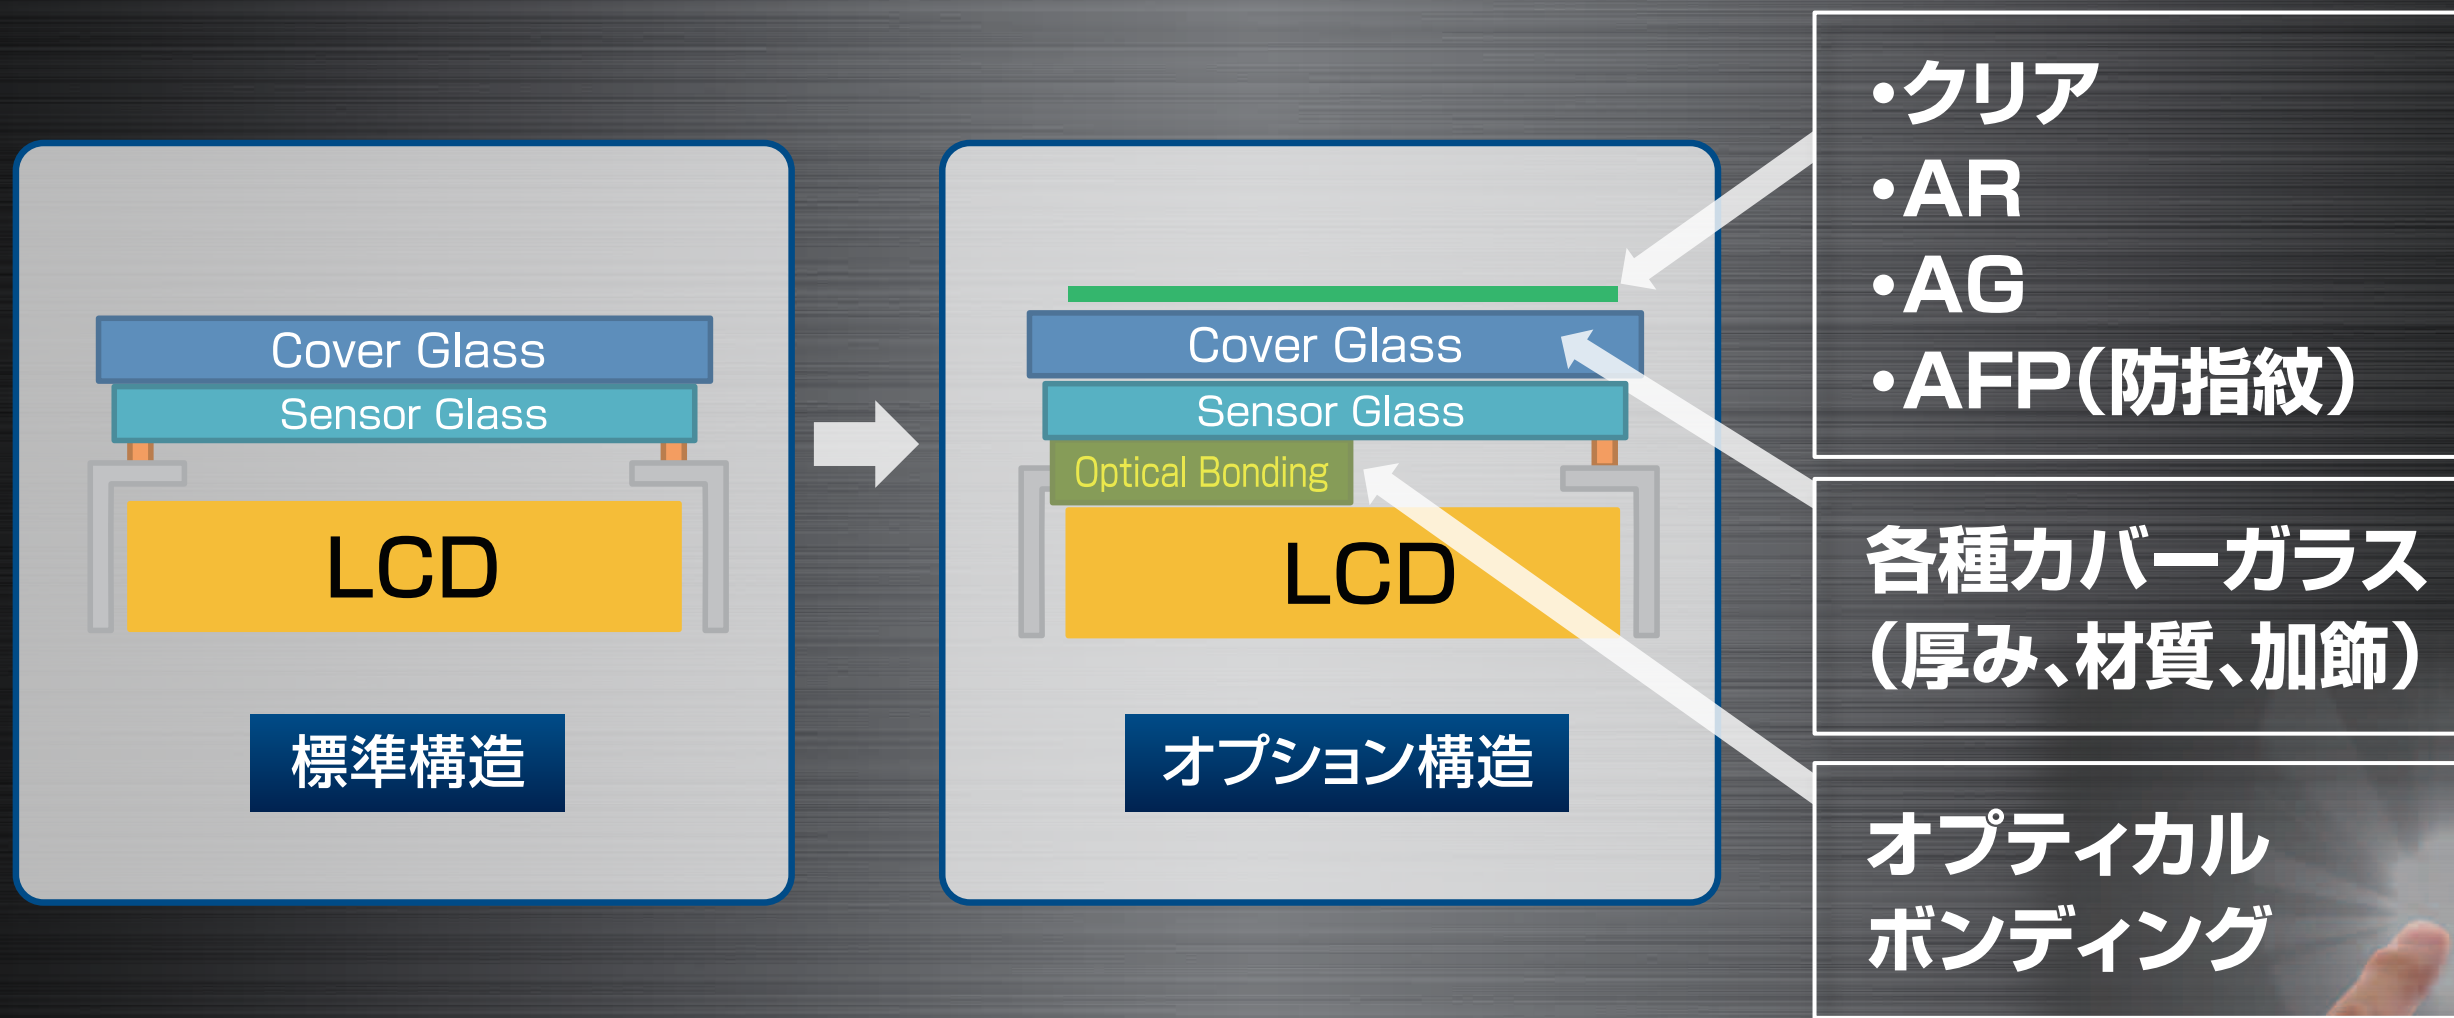 Cover Glass
Sensor Glass
LCD
標準構造
Cover Glass
Sensor Glass
Optical Bonding
LCD
オプション構造
・クリア
・AR
・AG
・AFP(防指紋)
各種カバーガラス
(厚み、材質、加飾)
オプティカル
ボンディング